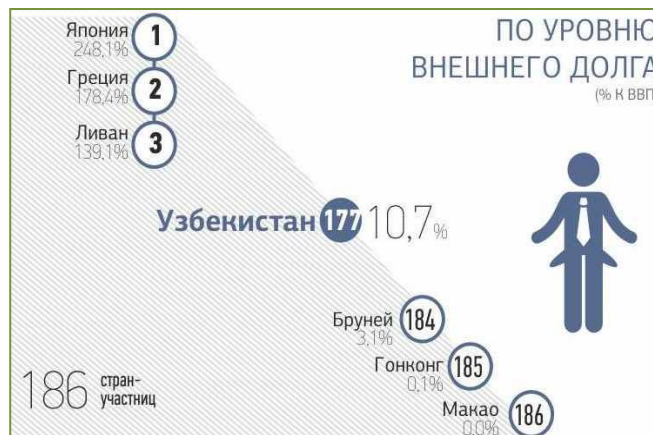 ПО УРОВНЮ
ВНЕШНЕГО ДОЛГА
(% К ВВП
Япония 1
248,1%
Греция 2
178,4%
Ливан 3
139,1%
Узбекистан 177 10,7%
Бруней 184
3,1%
Гонконг 185
0,1%
Макао 186
0,0%
186 стран-
участниц